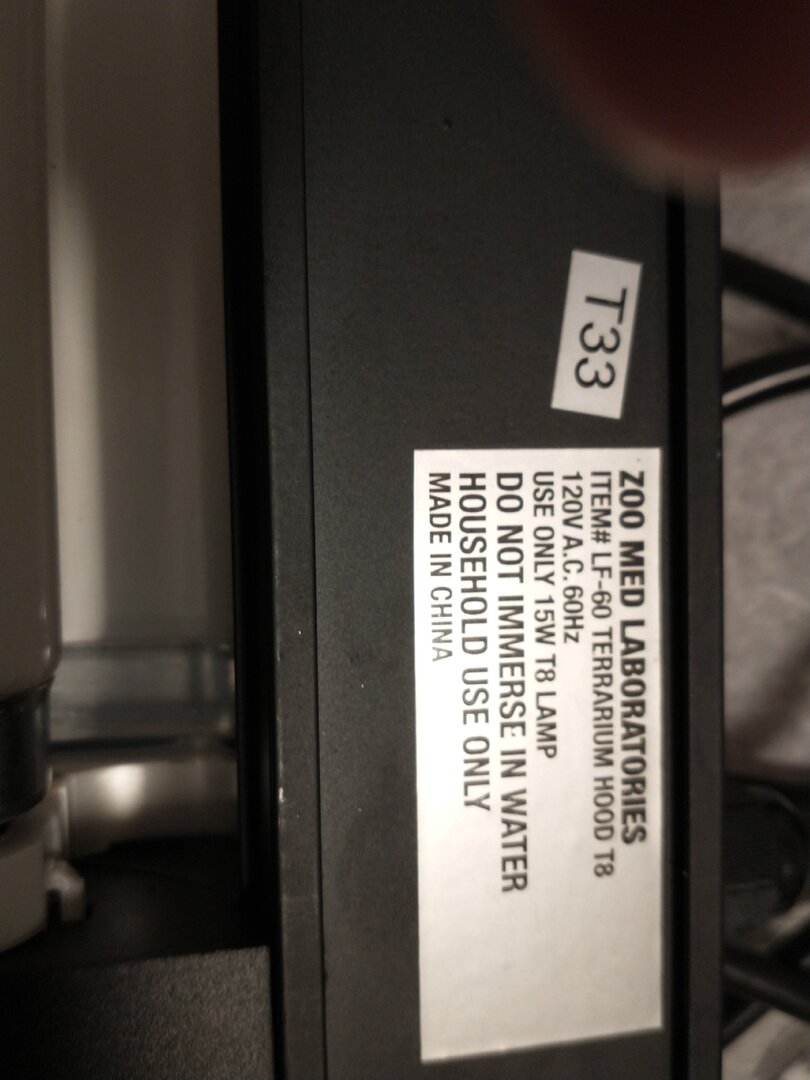 T33
ZOO MED LABORATORIES
ITEM# LF-60 TERRARIUM HOOD T8
120V A.C. 60Hz
USE ONLY 15W T8 LAMP
DO NOT IMMERSE IN WATER
HOUSEHOLD USE ONLY
MADE IN CHINA